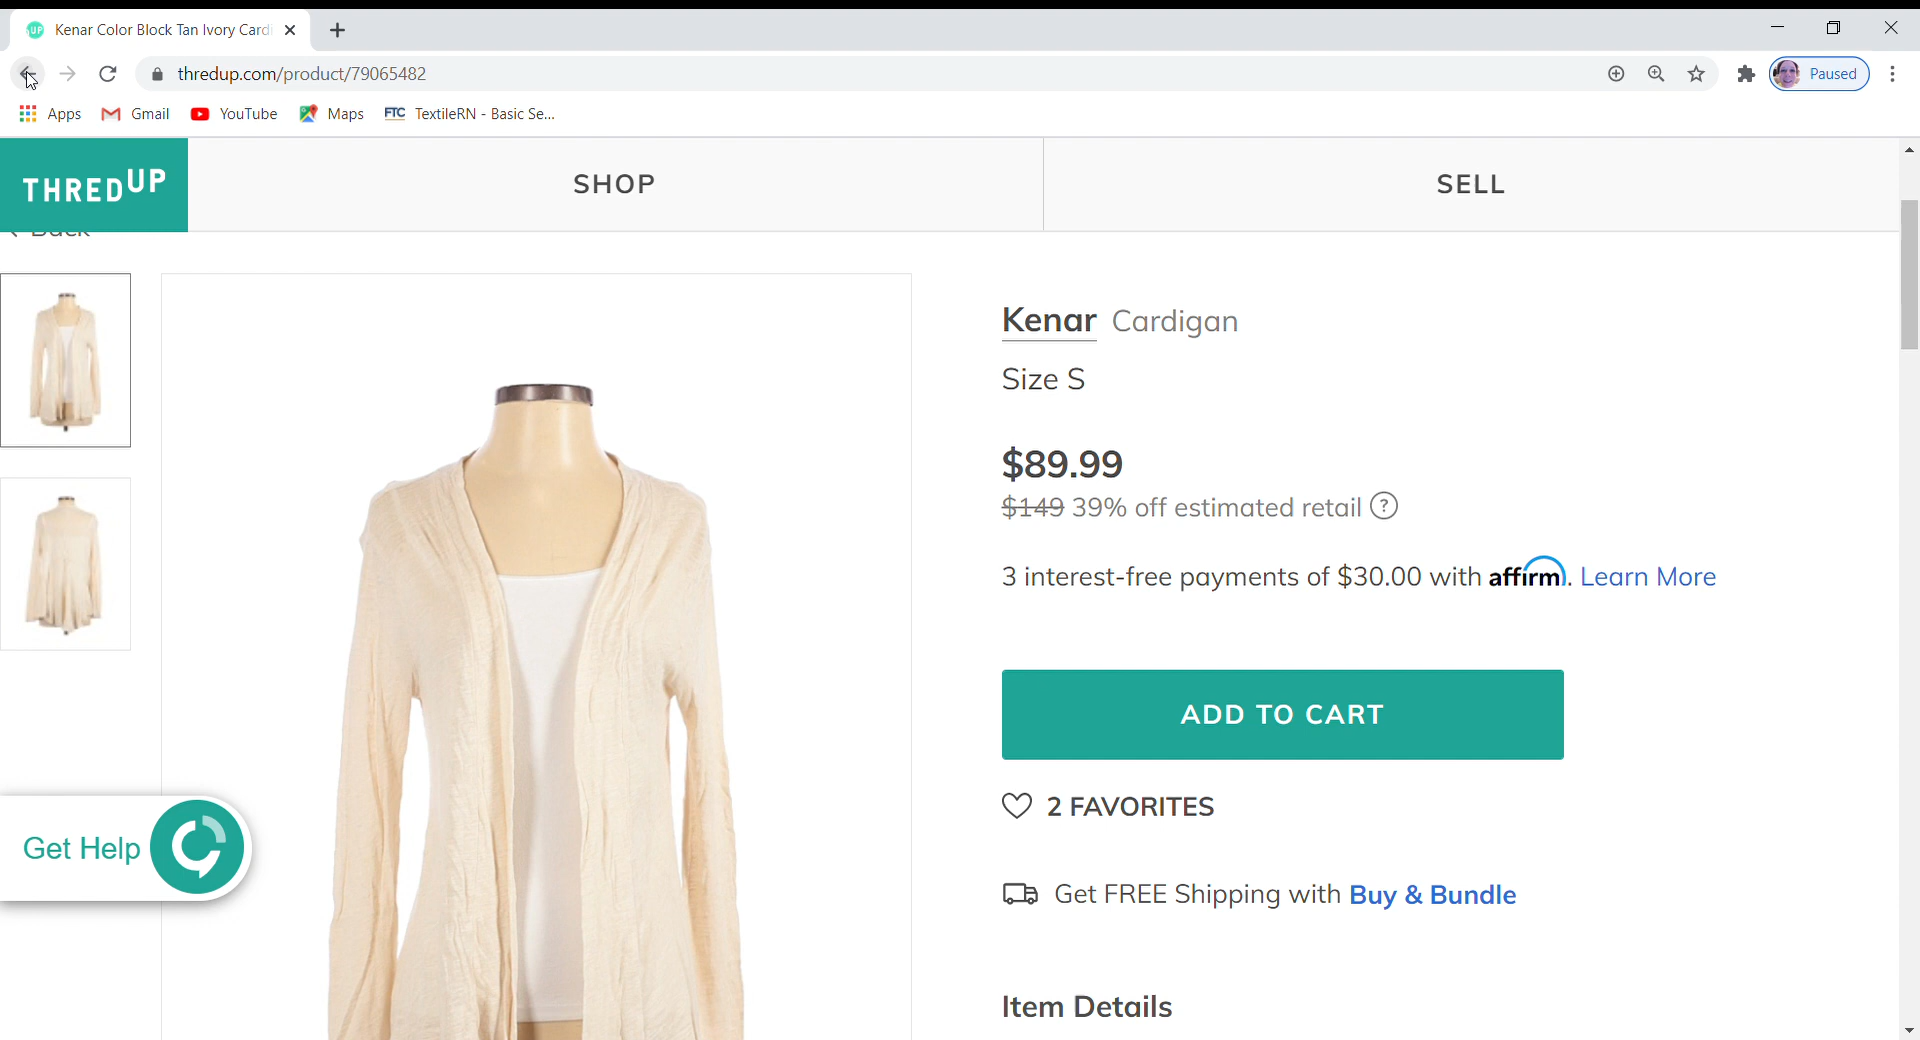 UP Kenar Color Block Tan Ivory Cardi
thredup.com/product/79065482
Paused
Apps Gmail YouTube Maps FTC TextileRN - Basic Se...
THREDUP SHOP SELL
Back
Kenar Cardigan
Size S
$89.99
$149 39% off estimated retail ?
3 interest-free payments of $30.00 with affirm. Learn More
ADD TO CART
2 FAVORITES
Get Help
Get FREE Shipping with Buy & Bundle
Item Details